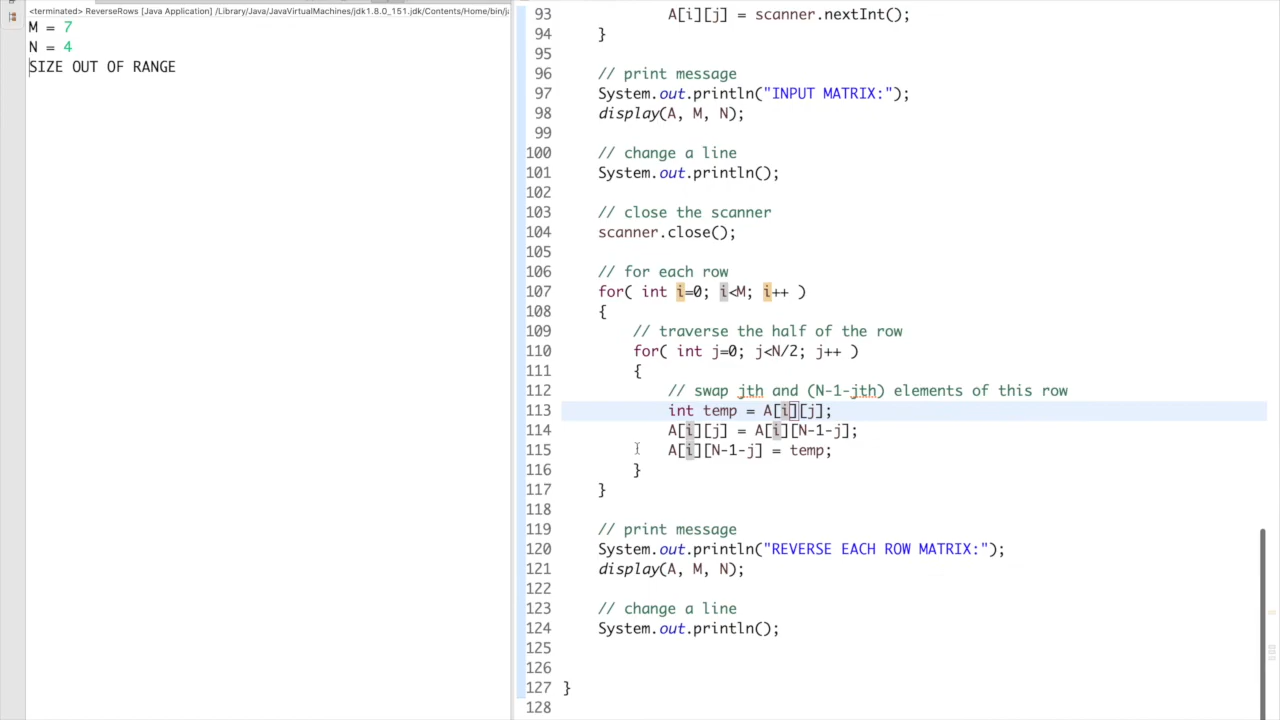 <terminated> ReverseRows [Java Application] /Library/Java/JavaVirtualMachines/jdk1.8.0_151.jdk/Contents/Home/bin/ja
M = 7
N = 4
SIZE OUT OF RANGE
93 A[i][j] = scanner.nextInt();
94 }
95
96 // print message
97 System.out.println("INPUT MATRIX:");
98 display(A, M, N);
99
100 // change a line
101 System.out.println();
102
103 // close the scanner
104 scanner.close();
105
106 // for each row
107 for( int i=0; i<M; i++ )
108 {
109 // traverse the half of the row
110 for( int j=0; j<N/2; j++ )
111 {
112 // swap jth and (N-1-jth) elements of this row
113 int temp = A[i][j];
114 A[i][j] = A[i][N-1-j];
115 A[i][N-1-j] = temp;
116 }
117 }
118
119 // print message
120 System.out.println("REVERSE EACH ROW MATRIX:");
121 display(A, M, N);
122
123 // change a line
124 System.out.println();
125
126
127 }
128